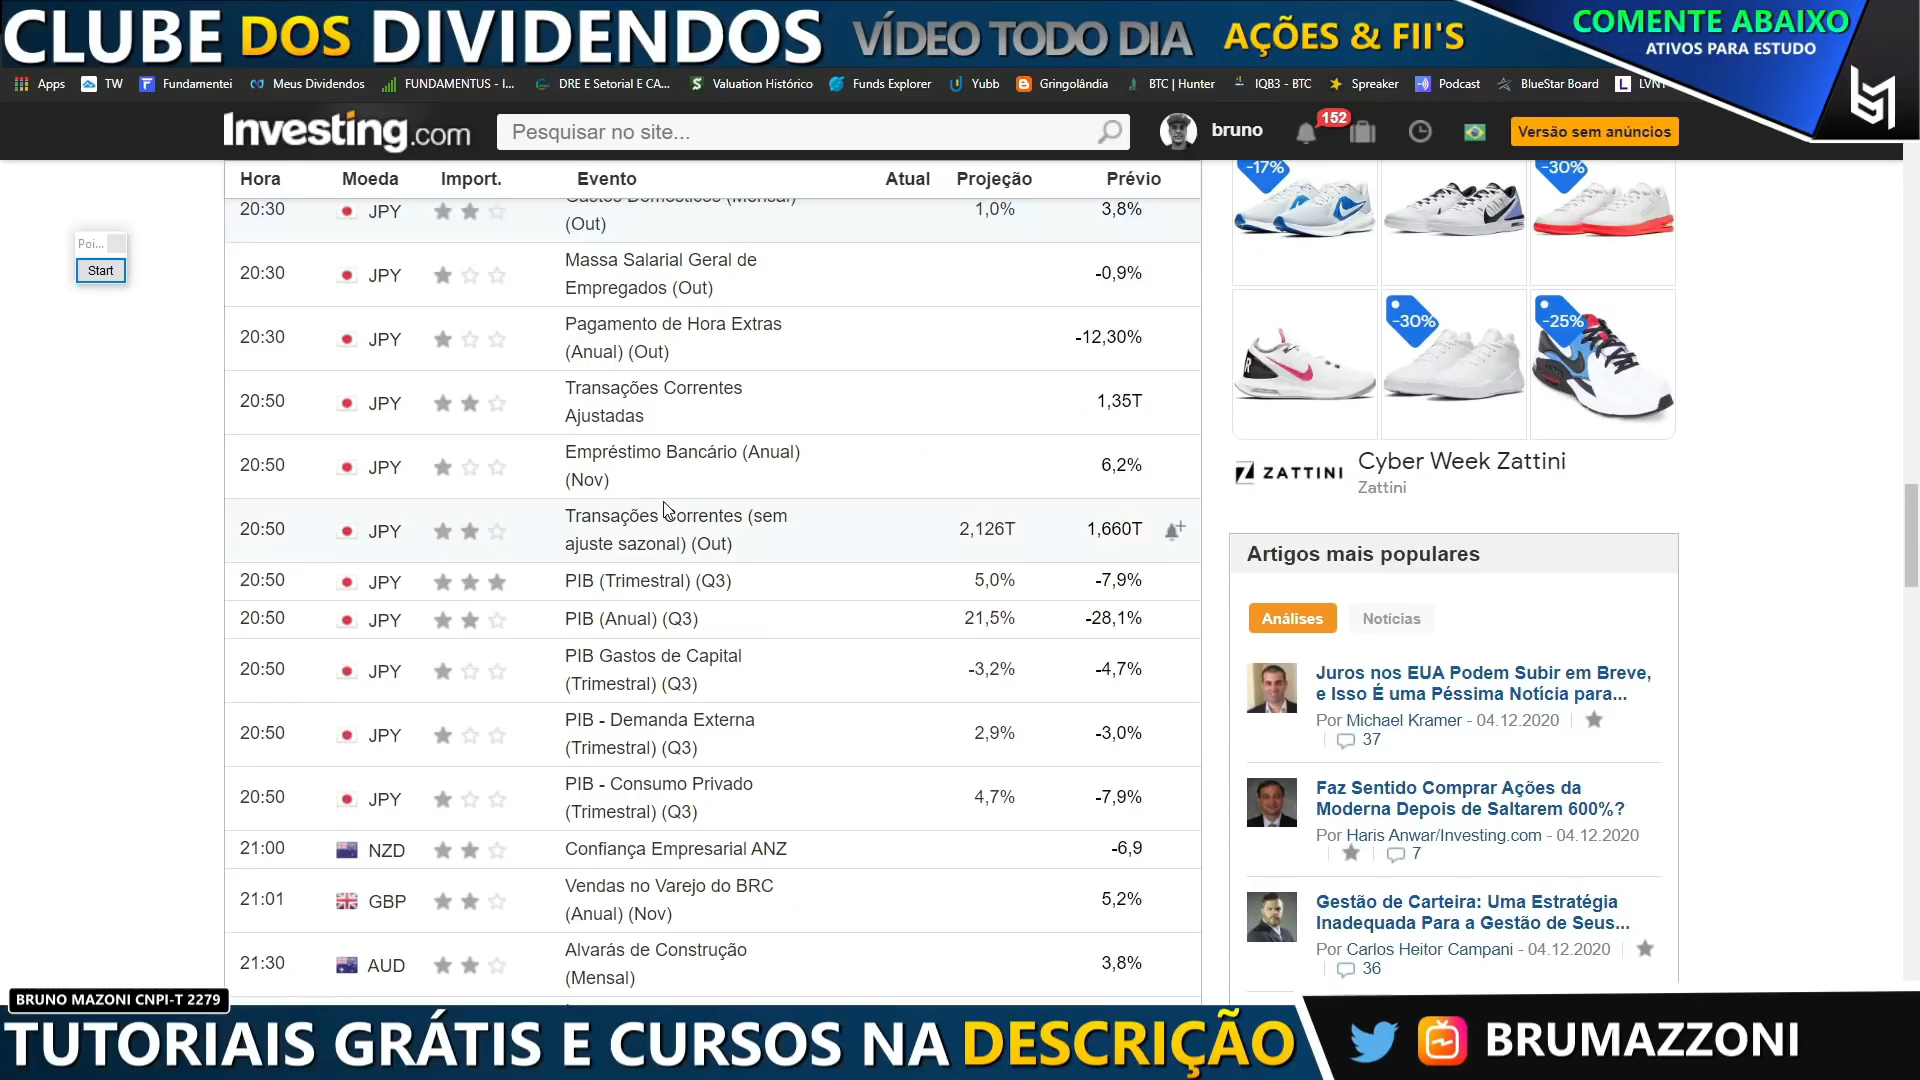 CLUBE DOS DIVIDENDOS VÍDEO TODO DIA AÇÕES & FII'S COMENTE ABAIXO
ATIVOS PARA ESTUDO
Apps TW Fundamentei Meus Dividendos FUNDAMENTUS - I... DRE E Setorial E CA... Valuation Histórico Funds Explorer Yubb Gringolândia BTC | Hunter IQB3 - BTC Spreaker Podcast BlueStar Board
Investing.com Pesquisar no site... bruno 152 Versão sem anúncios
Hora Moeda Import. Evento Atual Projeção Prévio
20:30 JPY Gastos Domésticos (Mensal) (Out) 1,0% 3,8%
20:30 JPY Massa Salarial Geral de
Empregados (Out) -0,9%
20:30 JPY Pagamento de Hora Extras
(Anual) (Out) -12,30%
20:50 JPY Transações Correntes
Ajustadas 1,35T
20:50 JPY Empréstimo Bancário (Anual)
(Nov) 6,2%
20:50 JPY Transações Correntes (sem
ajuste sazonal) (Out) 2,126T 1,660T
20:50 JPY PIB (Trimestral) (Q3) 5,0% -7,9%
20:50 JPY PIB (Anual) (Q3) 21,5% -28,1%
20:50 JPY PIB Gastos de Capital
(Trimestral) (Q3) -3,2% -4,7%
20:50 JPY PIB - Demanda Externa
(Trimestral) (Q3) 2,9% -3,0%
20:50 JPY PIB - Consumo Privado
(Trimestral) (Q3) 4,7% -7,9%
21:00 NZD Confiança Empresarial ANZ -6,9
21:01 GBP Vendas no Varejo do BRC
(Anual) (Nov) 5,2%
21:30 AUD Alvarás de Construção
(Mensal) 3,8%
Poi...
Start
-17% -30%
-30% -25%
ZATTINI Cyber Week Zattini
Zattini
Artigos mais populares
Análises Notícias
Juros nos EUA Podem Subir em Breve,
e Isso É uma Péssima Notícia para...
Por Michael Kramer - 04.12.2020
37
Faz Sentido Comprar Ações da
Moderna Depois de Saltarem 600%?
Por Haris Anwar/Investing.com - 04.12.2020
7
Gestão de Carteira: Uma Estratégia
Inadequada Para a Gestão de Seus...
Por Carlos Heitor Campani - 04.12.2020
36
BRUNO MAZONI CNPI-T 2279
TUTORIAIS GRÁTIS E CURSOS NA DESCRIÇÃO BRUMAZZONI